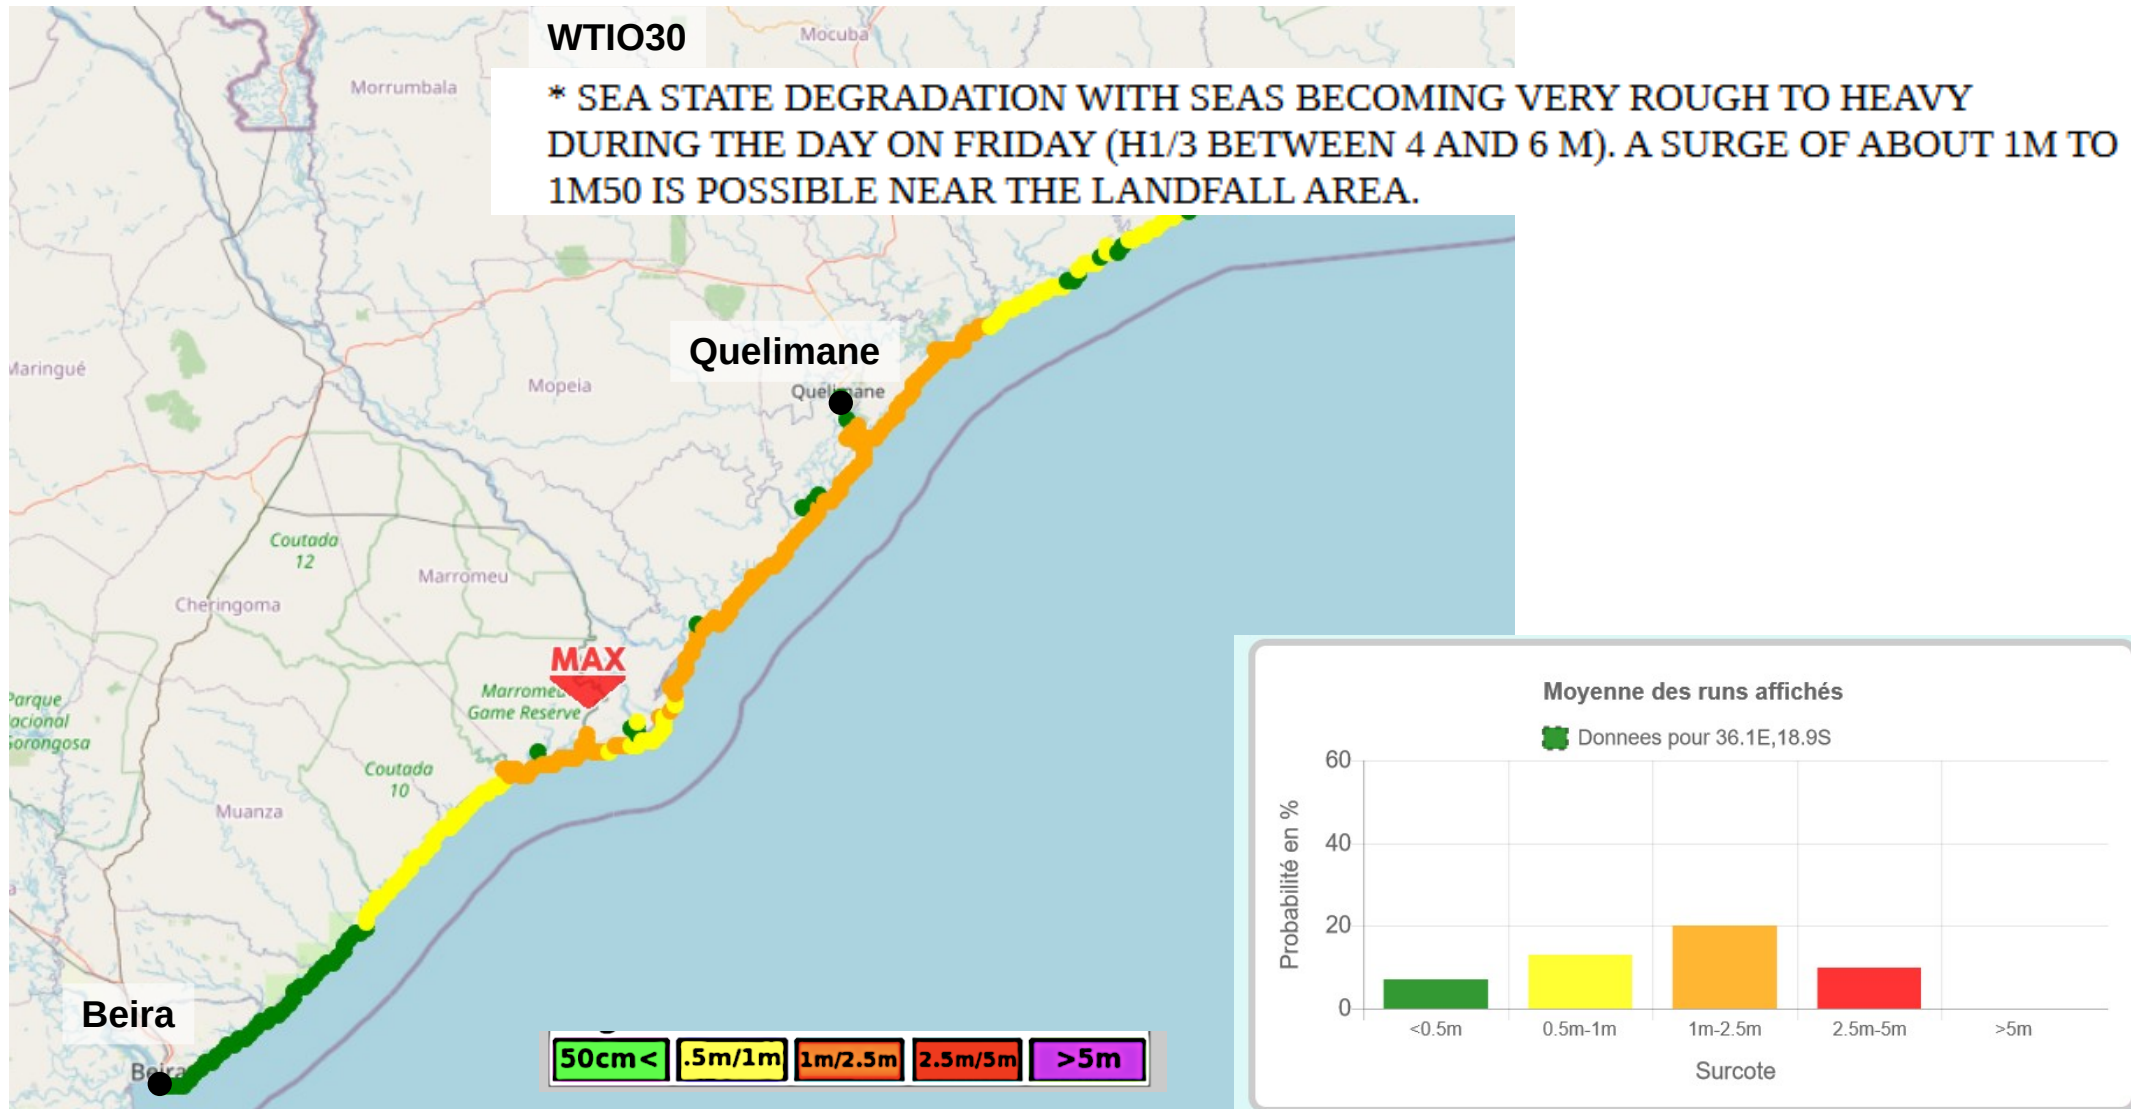 WTIO30
Mocuba
Morrumbala
* SEA STATE DEGRADATION WITH SEAS BECOMING VERY ROUGH TO HEAVY
DURING THE DAY ON FRIDAY (H1/3 BETWEEN 4 AND 6 M). A SURGE OF ABOUT 1M TO
1M50 IS POSSIBLE NEAR THE LANDFALL AREA.
Quelimane
Maringué
Mopeia
Quelimane
Coutada
12
Marromeu
Cheringoma
MAX
Marromeu
Game Reserve
Parque
Gorongosa
Coutada
10
Muanza
Beira
Beira
50cm<
.5m/1m
1m/2.5m
2.5m/5m
>5m
Moyenne des runs affichés
Donnees pour 36.1E,18.9S
Probabilité en %
60
40
20
0
<0.5m
0.5m-1m
1m-2.5m
2.5m-5m
>5m
Surcote